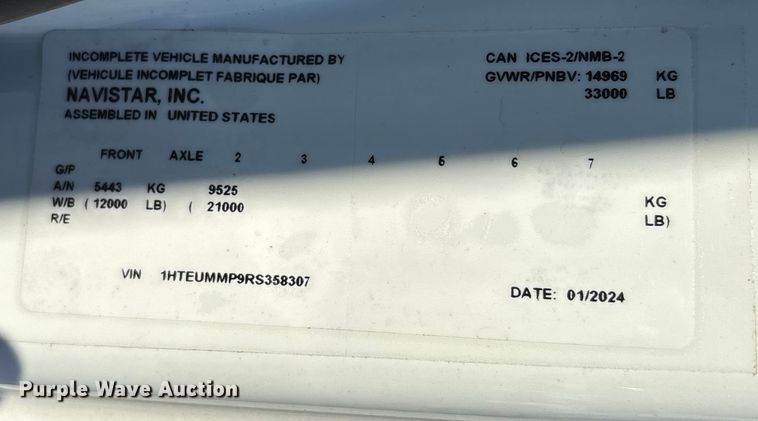 INCOMPLETE VEHICLE MANUFACTURED BY
(VEHICULE INCOMPLET FABRIQUE PAR)
NAVISTAR, INC.
ASSEMBLED IN UNITED STATES
CAN ICES-2/NMB-2
GVWR/PNBV: 14969 KG
33000 LB
FRONT AXLE 2 3 4 5 6 7
G/P
A/N 5443 KG 9525 KG
W/B ( 12000 LB) ( 21000 LB)
R/E
VIN 1HTEUMMP9RS358307
DATE: 01/2024
Purple Wave Auction